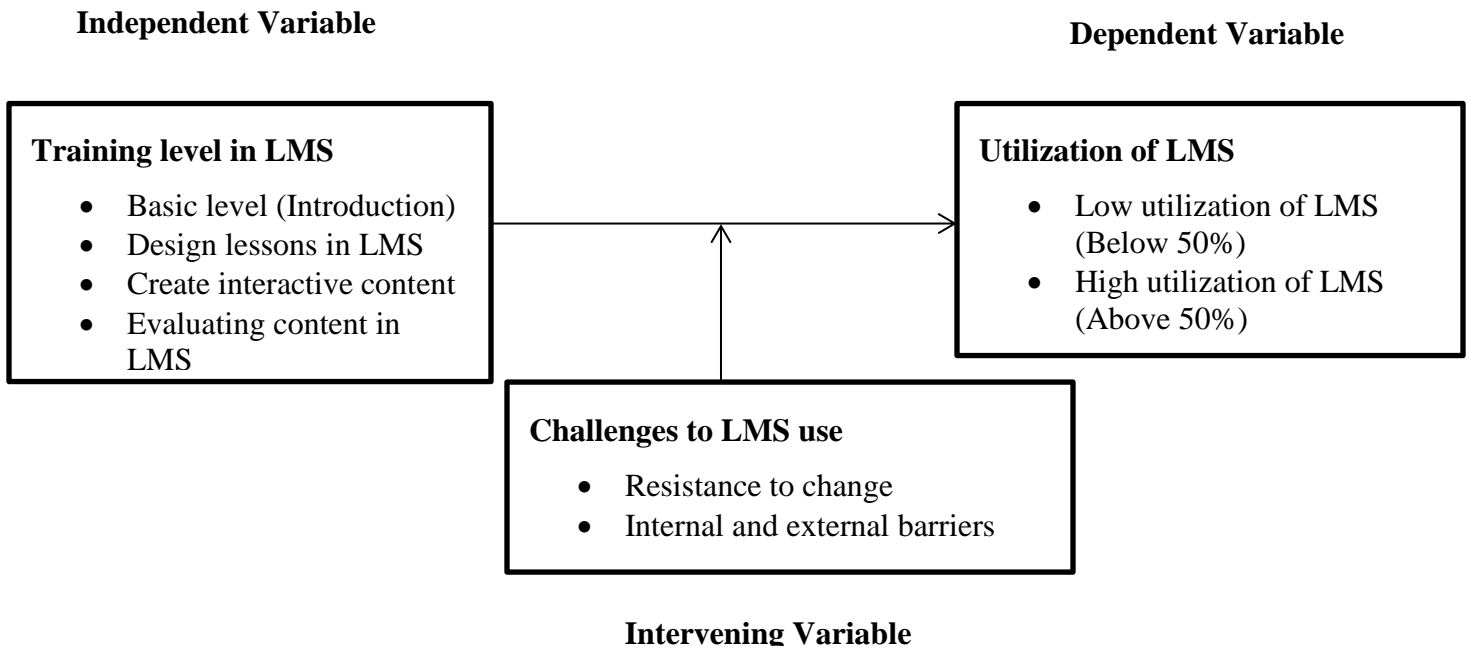 Independent Variable
Dependent Variable
Training level in LMS
• Basic level (Introduction)
• Design lessons in LMS
• Create interactive content
• Evaluating content in
LMS
Utilization of LMS
• Low utilization of LMS
(Below 50%)
• High utilization of LMS
(Above 50%)
Challenges to LMS use
• Resistance to change
• Internal and external barriers
Intervening Variable